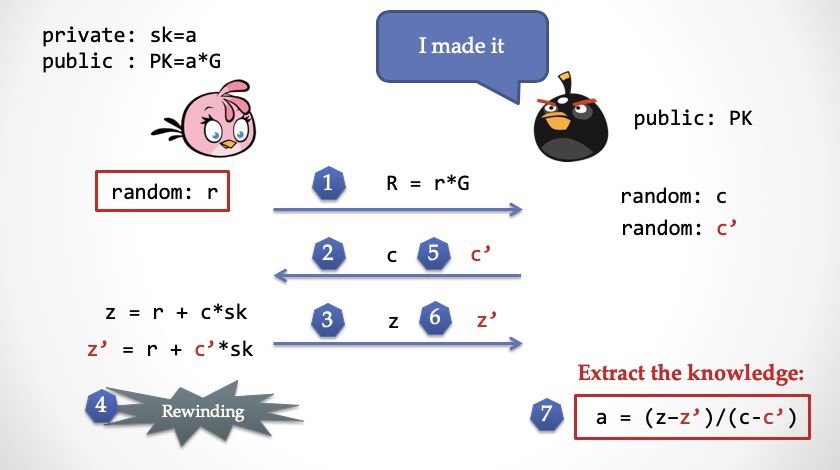 private: sk=a
public : PK=a*G
I made it
public: PK
random: r
1
R = r*G
random: c
random: c’
2
c
5
c’
z = r + c*sk
3
z
6
z’
z’ = r + c’*sk
4
Rewinding
Extract the knowledge:
7
a = (z–z’)/(c-c’)